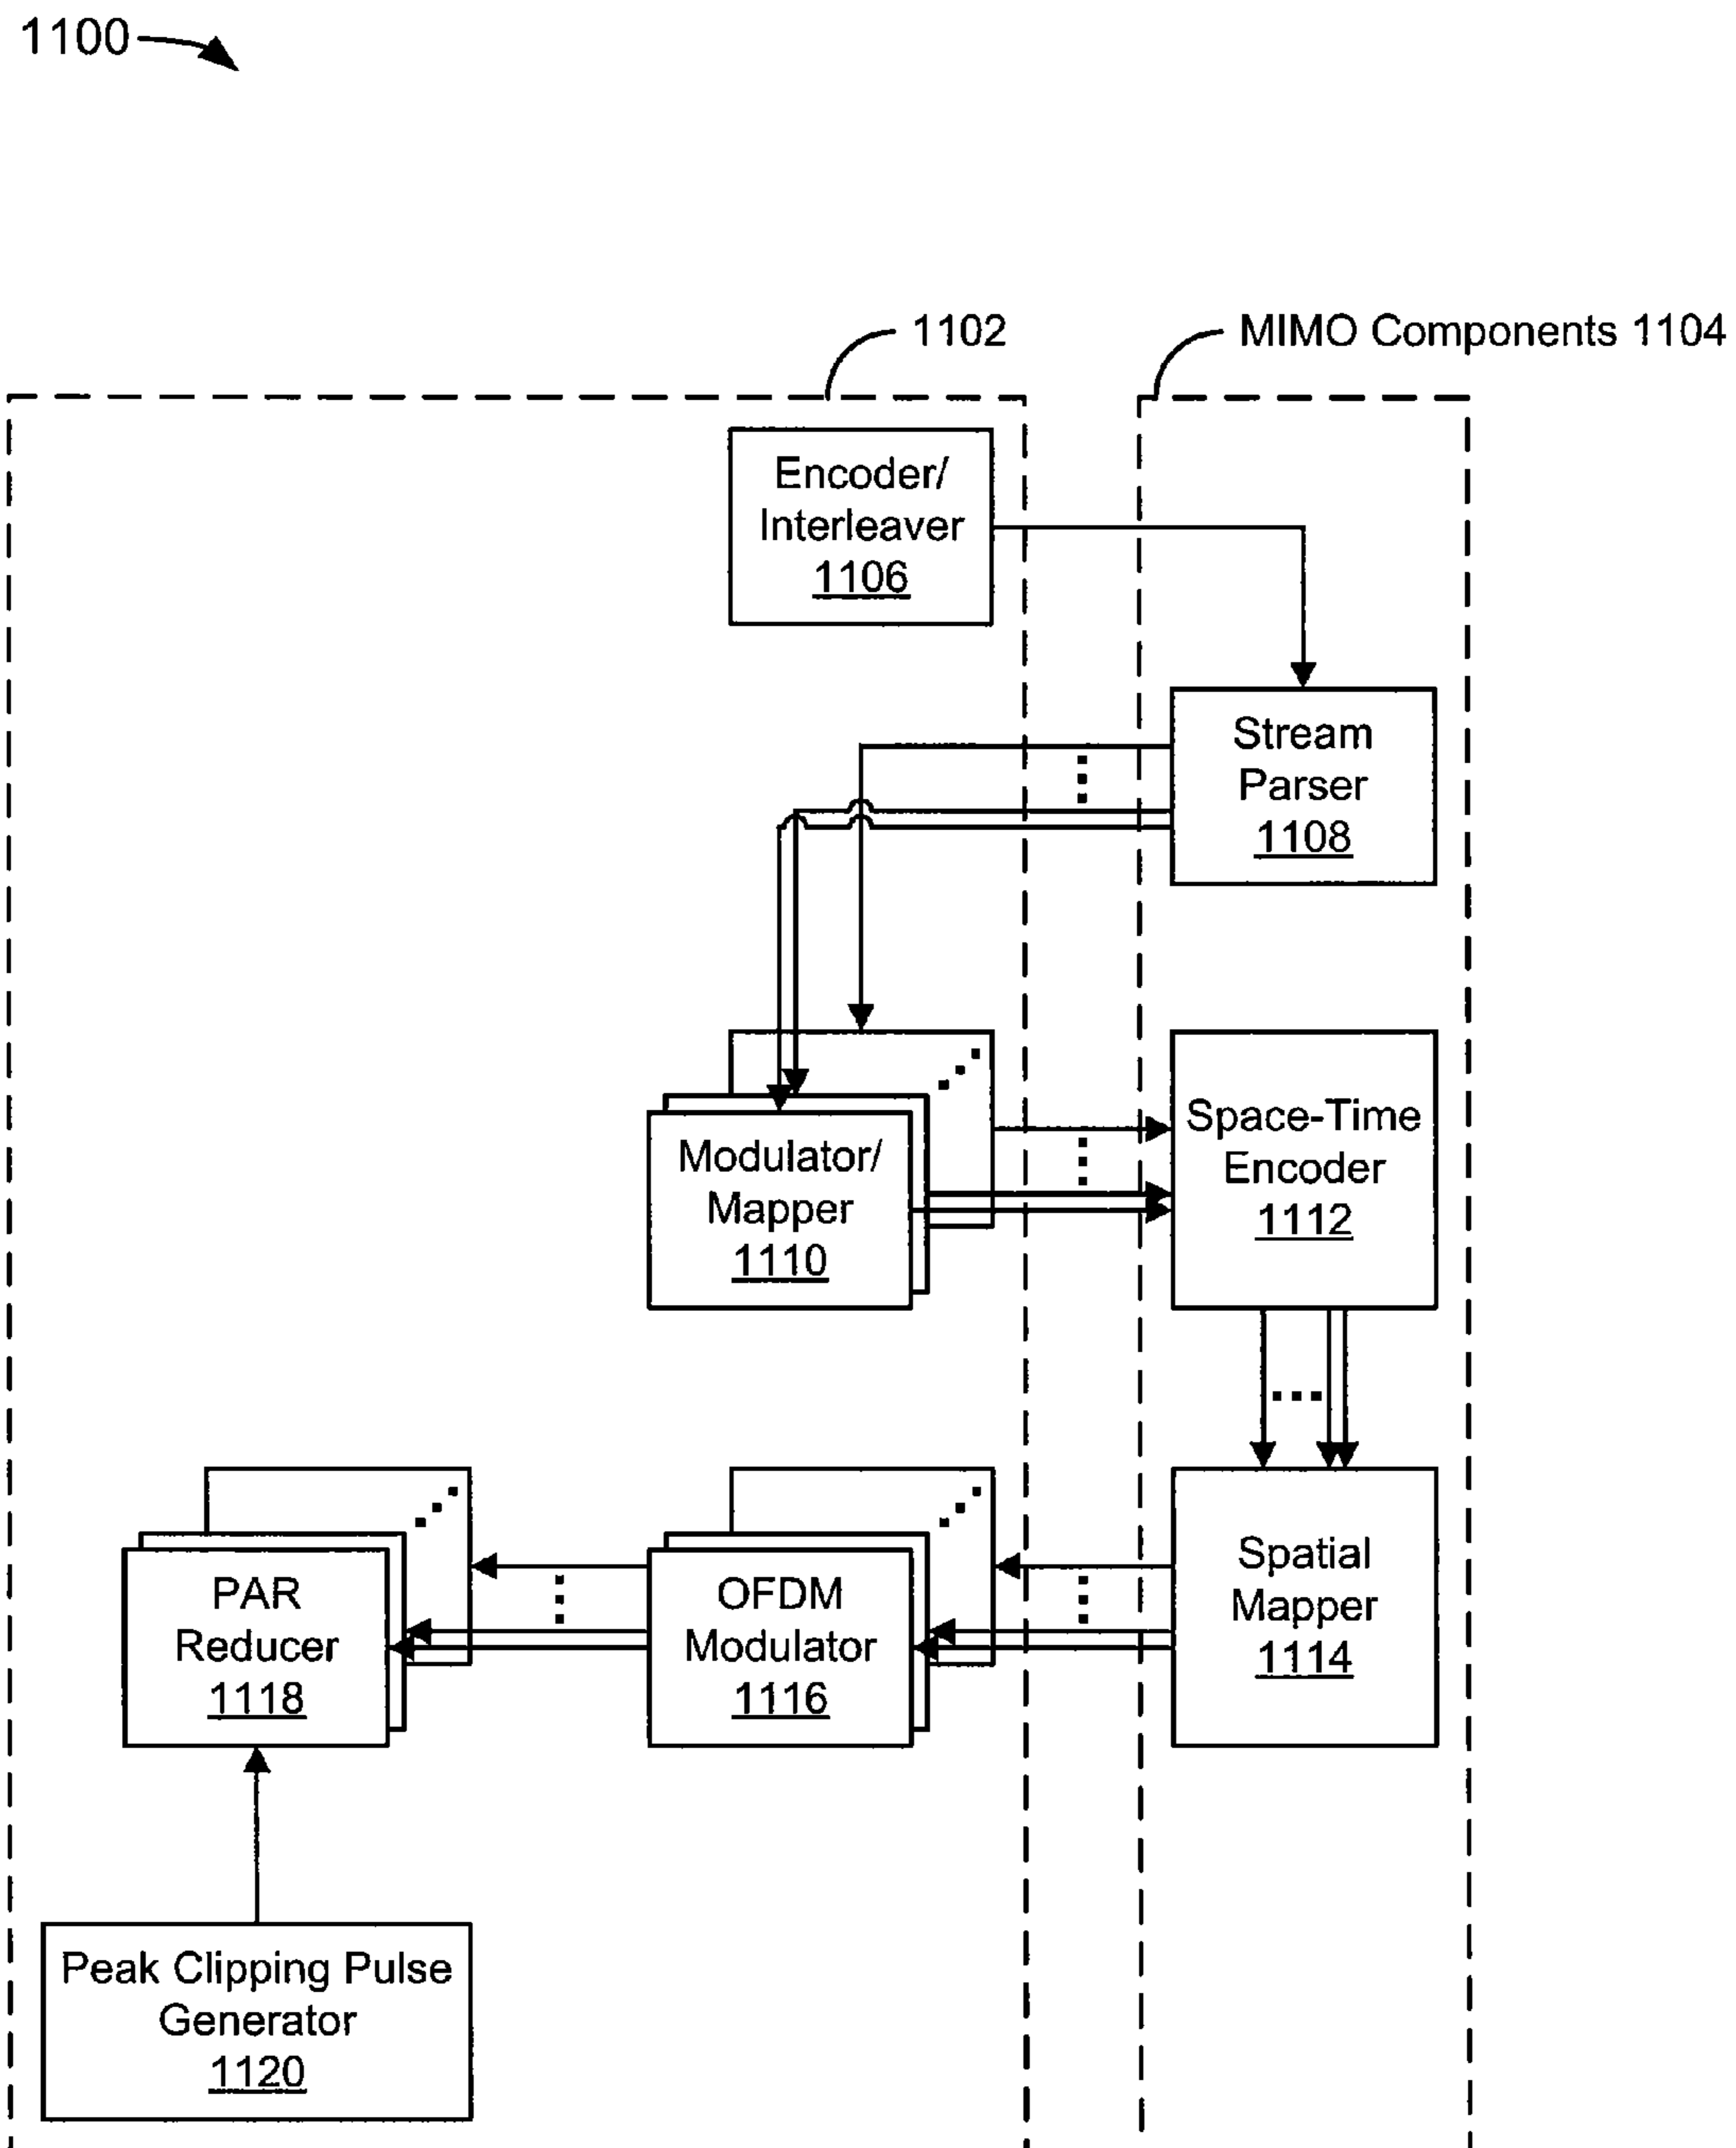 1100
1102
MIMO Components 1104
Encoder/
Interleaver
1106
Stream
Parser
1108
Modulator/
Mapper
1110
Space-Time
Encoder
1112
PAR
Reducer
1118
OFDM
Modulator
1116
Spatial
Mapper
1114
Peak Clipping Pulse
Generator
1120